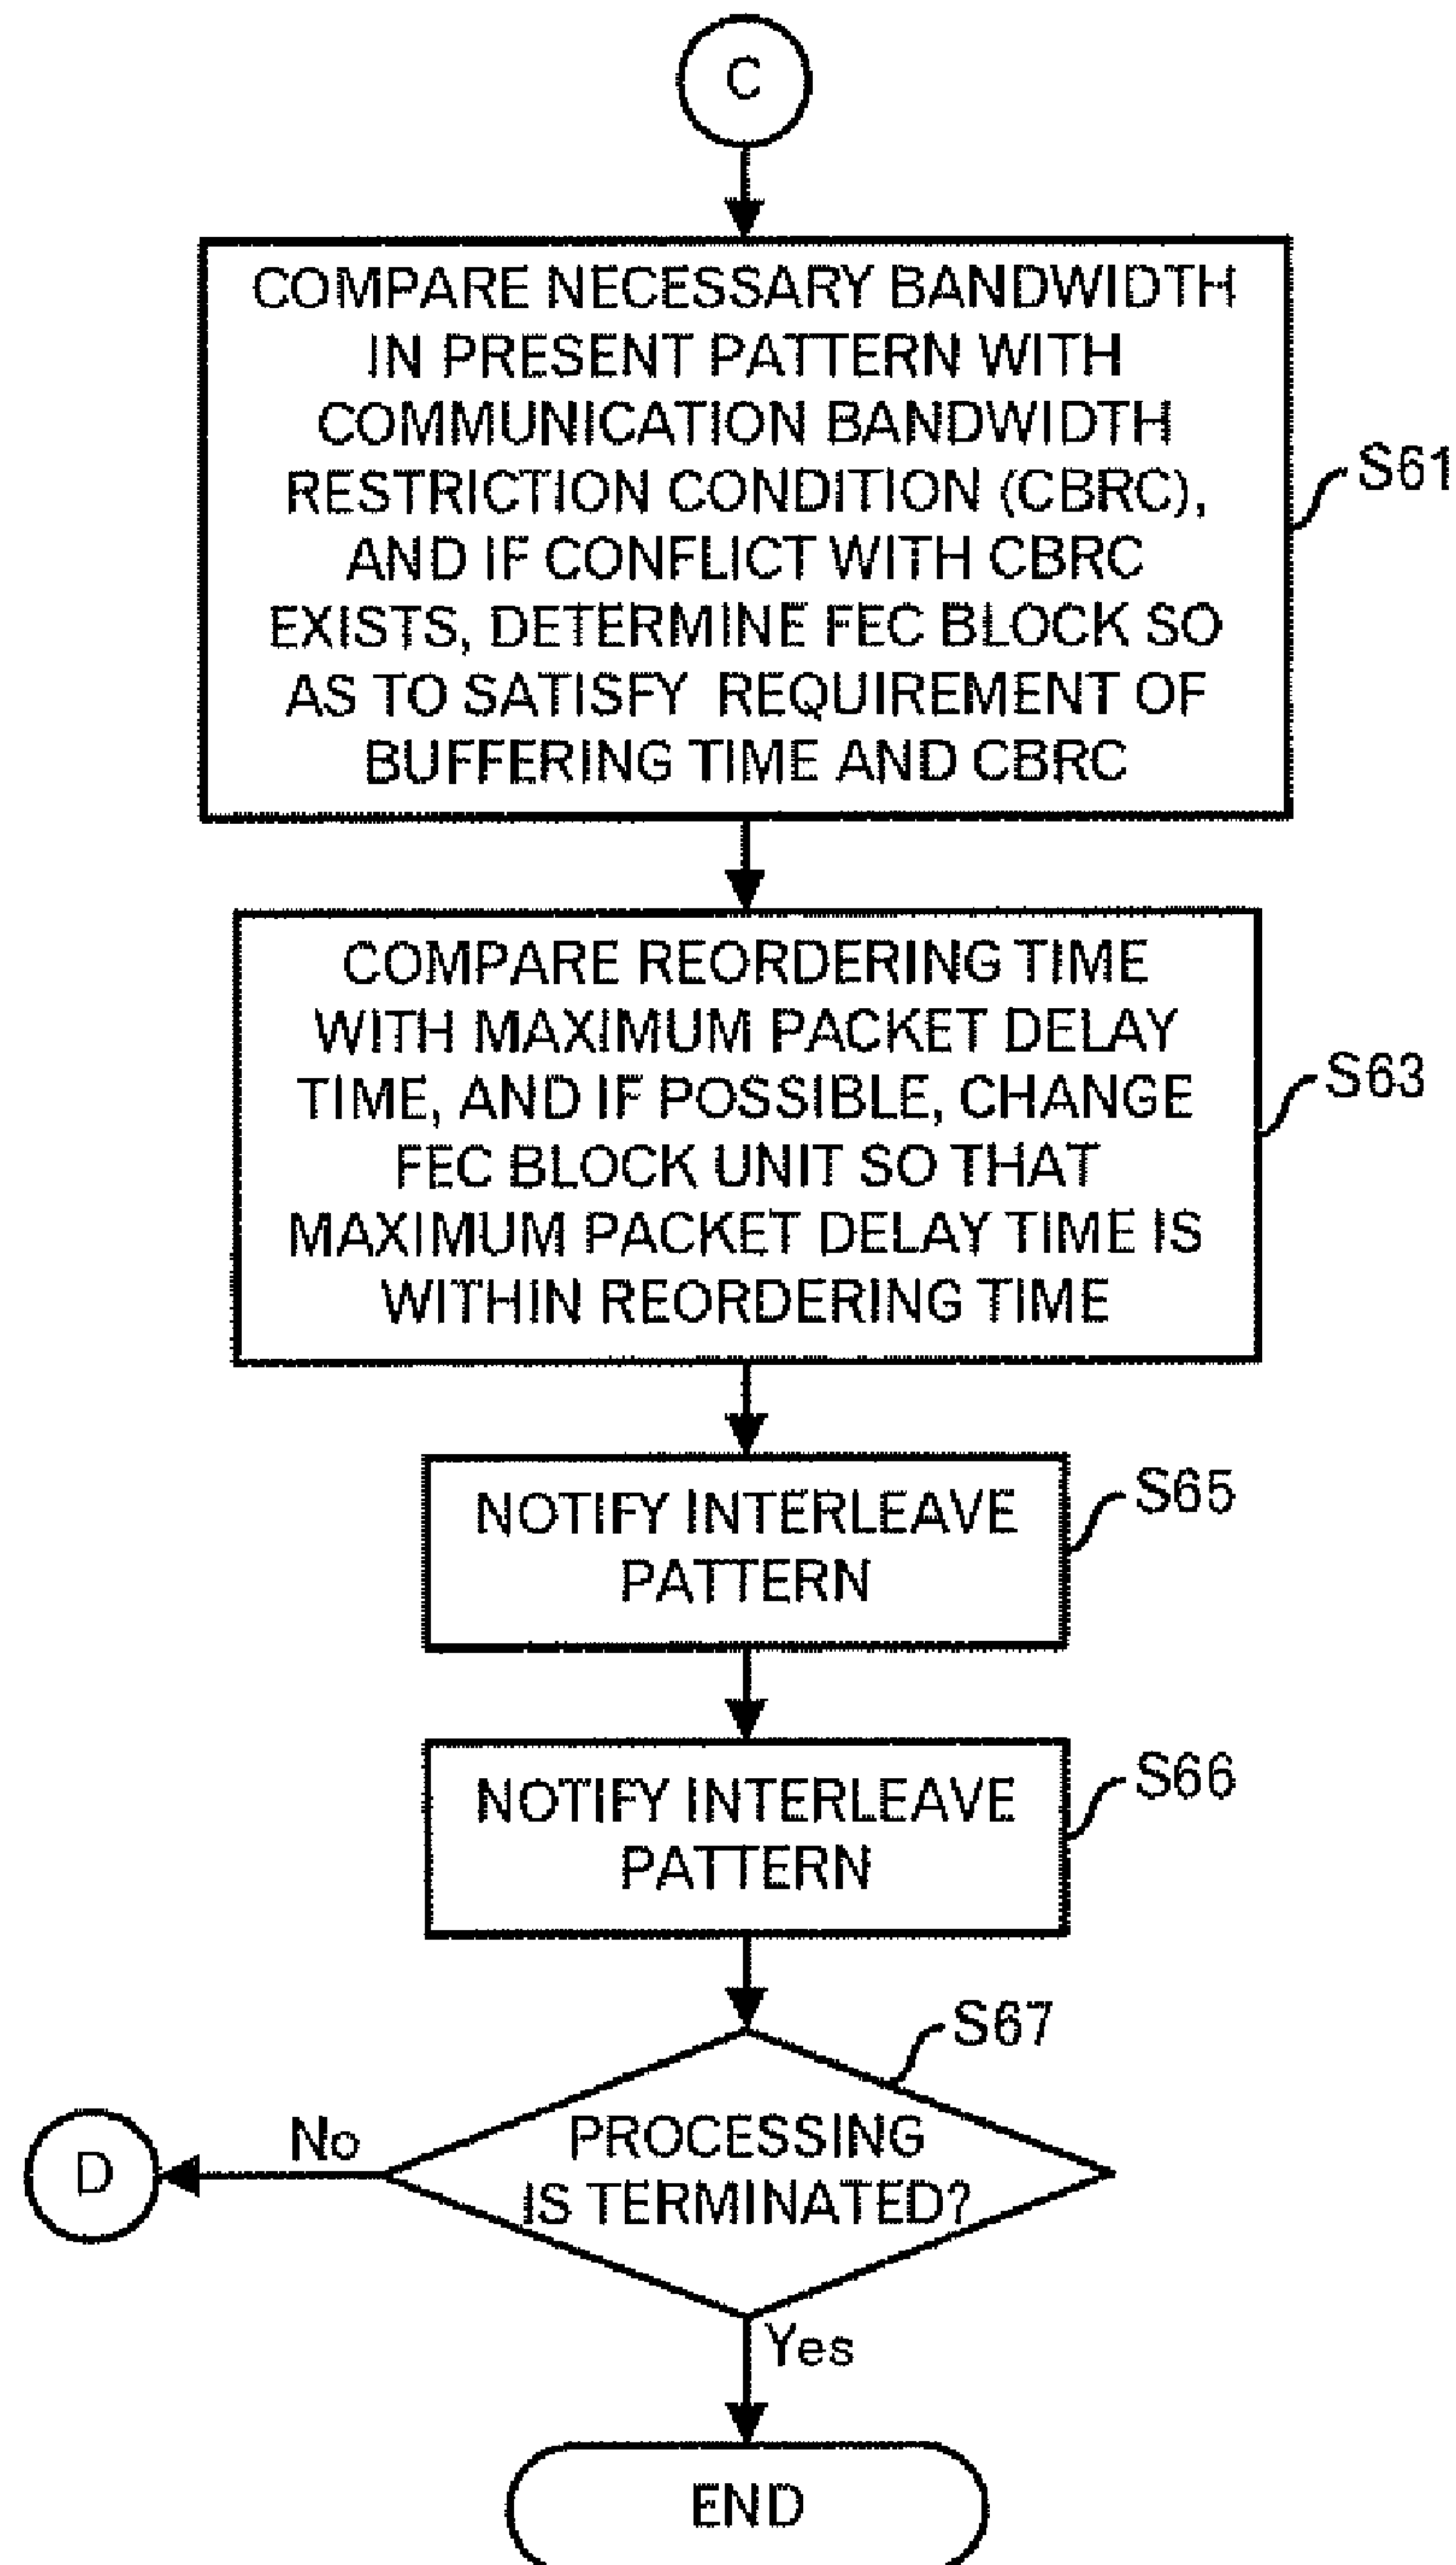 C
COMPARE NECESSARY BANDWIDTH
IN PRESENT PATTERN WITH
COMMUNICATION BANDWIDTH
RESTRICTION CONDITION (CBRC),
AND IF CONFLICT WITH CBRC
EXISTS, DETERMINE FEC BLOCK SO
AS TO SATISFY REQUIREMENT OF
BUFFERING TIME AND CBRC
S61
COMPARE REORDERING TIME
WITH MAXIMUM PACKET DELAY
TIME, AND IF POSSIBLE, CHANGE
FEC BLOCK UNIT SO THAT
MAXIMUM PACKET DELAY TIME IS
WITHIN REORDERING TIME
S63
NOTIFY INTERLEAVE
PATTERN
S65
NOTIFY INTERLEAVE
PATTERN
S66
S67
PROCESSING
IS TERMINATED?
No
D
Yes
END